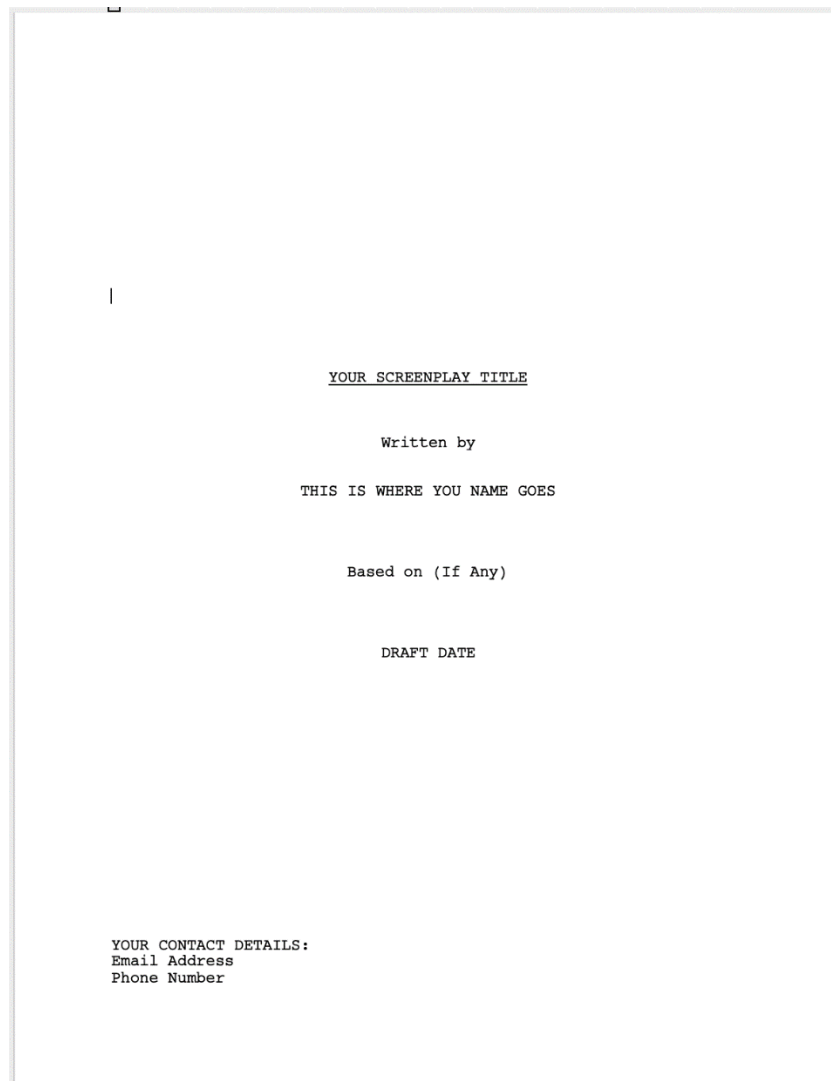 YOUR SCREENPLAY TITLE
Written by
THIS IS WHERE YOU NAME GOES
Based on (If Any)
DRAFT DATE
YOUR CONTACT DETAILS:
Email Address
Phone Number